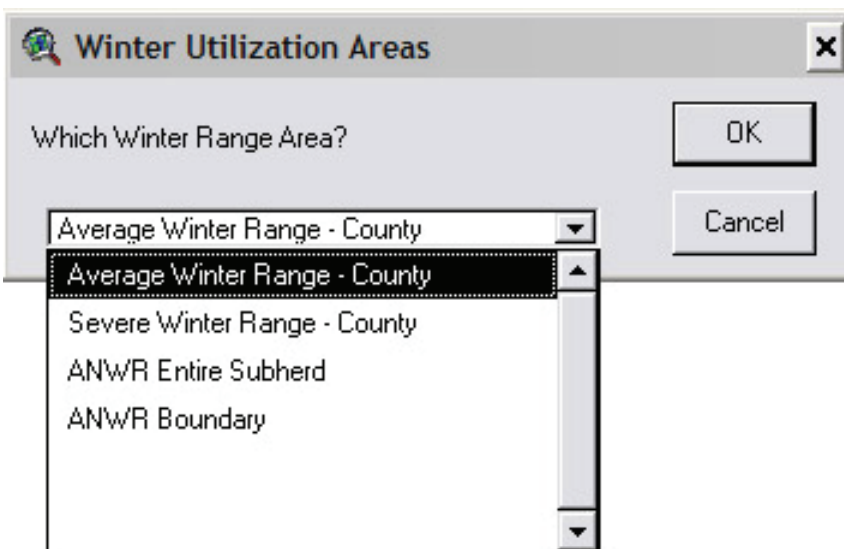 Winter Utilization Areas
Which Winter Range Area?
OK
Average Winter Range - County
Cancel
Average Winter Range - County
Severe Winter Range - County
ANWR Entire Subherd
ANWR Boundary